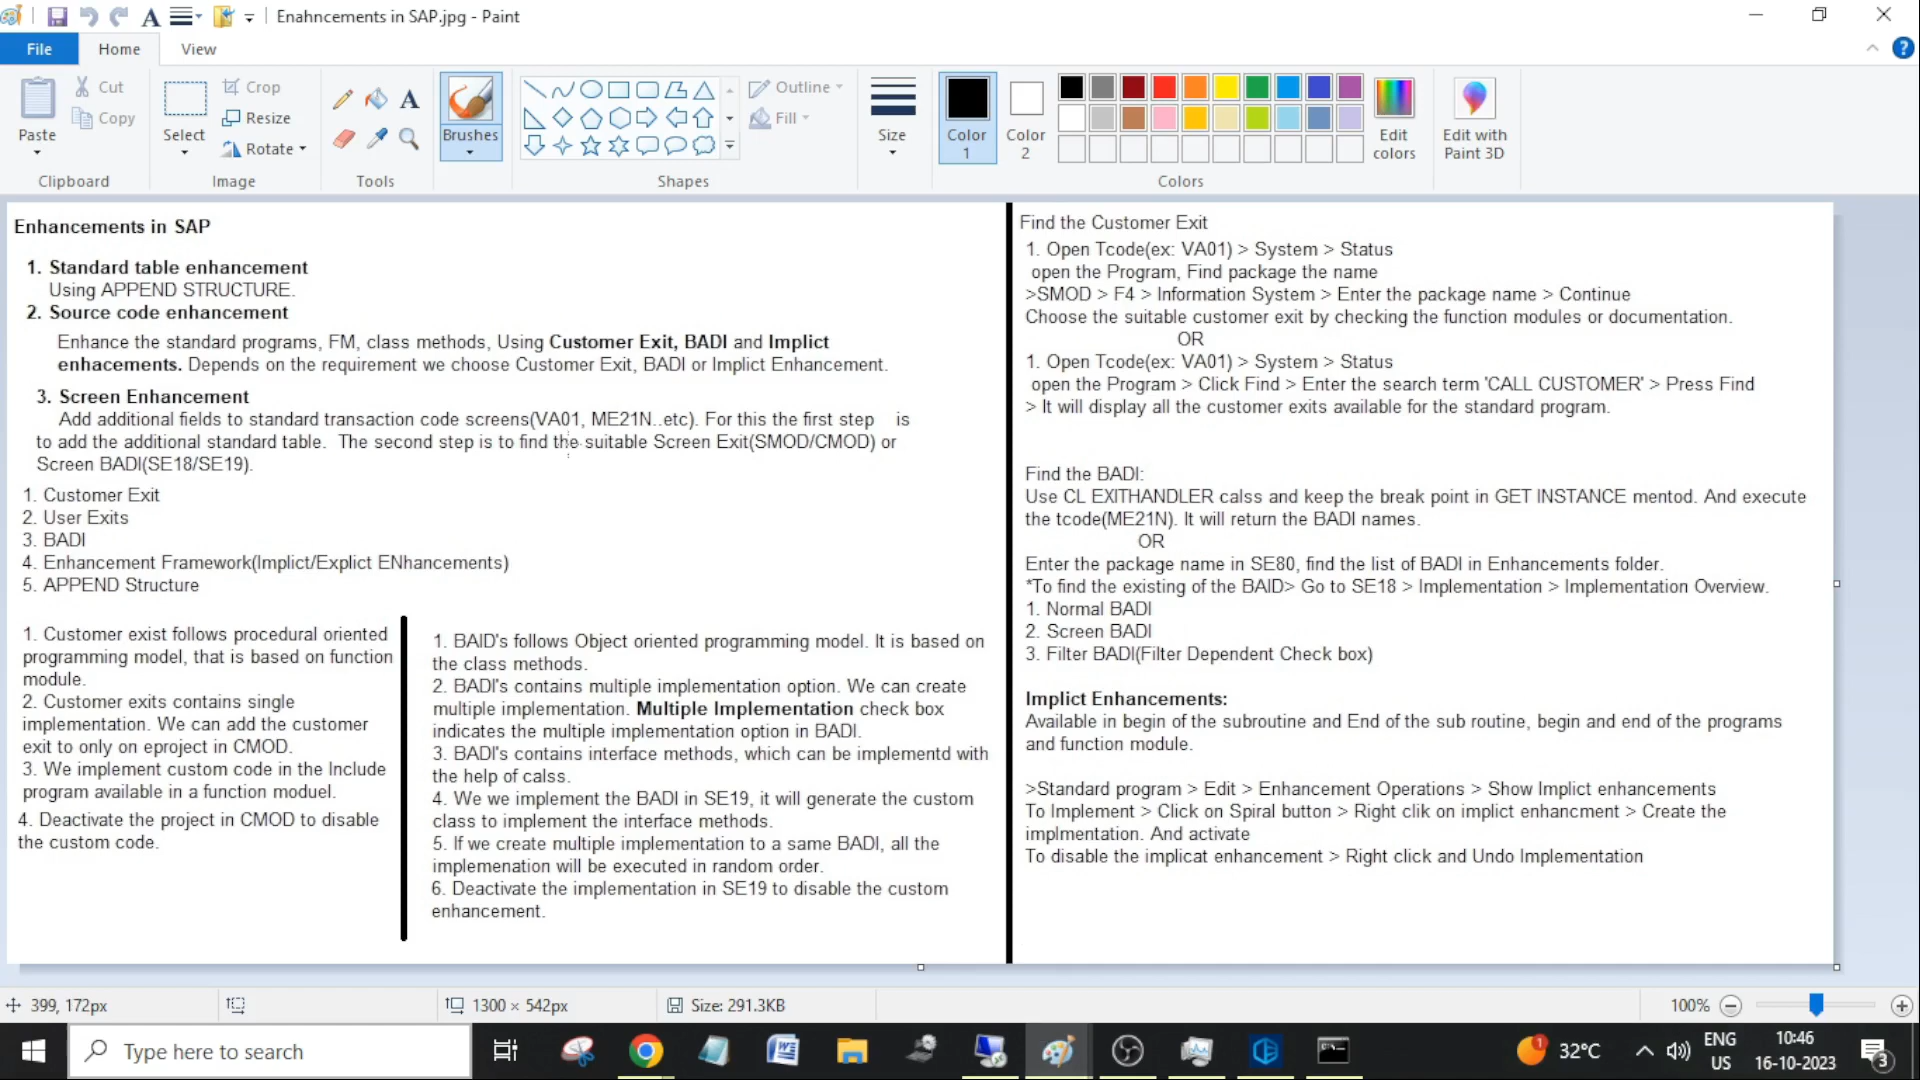 Enahncements in SAP.jpg - Paint
File
Home
View
Paste
Cut
Copy
Clipboard
Select
Crop
Resize
Rotate
Image
Tools
Brushes
Outline
Fill
Shapes
Size
Color 1
Color 2
Edit colors
Edit with Paint 3D
Colors
Enhancements in SAP
1. Standard table enhancement
Using APPEND STRUCTURE.
2. Source code enhancement
Enhance the standard programs, FM, class methods, Using Customer Exit, BADI and Implict
enhacements. Depends on the requirement we choose Customer Exit, BADI or Implict Enhancement.
3. Screen Enhancement
Add additional fields to standard transaction code screens(VA01, ME21N..etc). For this the first step is
to add the additional standard table. The second step is to find the suitable Screen Exit(SMOD/CMOD) or
Screen BADI(SE18/SE19).
1. Customer Exit
2. User Exits
3. BADI
4. Enhancement Framework(Implict/Explict ENhancements)
5. APPEND Structure
1. Customer exist follows procedural oriented
programming model, that is based on function
module.
2. Customer exits contains single
implementation. We can add the customer
exit to only on eproject in CMOD.
3. We implement custom code in the Include
program available in a function moduel.
4. Deactivate the project in CMOD to disable
the custom code.
1. BAID's follows Object oriented programming model. It is based on
the class methods.
2. BADI's contains multiple implementation option. We can create
multiple implementation. Multiple Implementation check box
indicates the multiple implementation option in BADI.
3. BADI's contains interface methods, which can be implementd with
the help of calss.
4. We we implement the BADI in SE19, it will generate the custom
class to implement the interface methods.
5. If we create multiple implementation to a same BADI, all the
implemenation will be executed in random order.
6. Deactivate the implementation in SE19 to disable the custom
enhancement.
Find the Customer Exit
1. Open Tcode(ex: VA01) > System > Status
open the Program, Find package the name
>SMOD > F4 > Information System > Enter the package name > Continue
Choose the suitable customer exit by checking the function modules or documentation.
OR
1. Open Tcode(ex: VA01) > System > Status
open the Program > Click Find > Enter the search term 'CALL CUSTOMER' > Press Find
> It will display all the customer exits available for the standard program.
Find the BADI:
Use CL EXITHANDLER calss and keep the break point in GET INSTANCE mentod. And execute
the tcode(ME21N). It will return the BADI names.
OR
Enter the package name in SE80, find the list of BADI in Enhancements folder.
*To find the existing of the BAID> Go to SE18 > Implementation > Implementation Overview.
1. Normal BADI
2. Screen BADI
3. Filter BADI(Filter Dependent Check box)
Implict Enhancements:
Available in begin of the subroutine and End of the sub routine, begin and end of the programs
and function module.
>Standard program > Edit > Enhancement Operations > Show Implict enhancements
To Implement > Click on Spiral button > Right clik on implict enhancment > Create the
implmentation. And activate
To disable the implicat enhancement > Right click and Undo Implementation
399, 172px
1300 × 542px
Size: 291.3KB
100%
Type here to search
32°C
ENG
US
10:46
16-10-2023
3